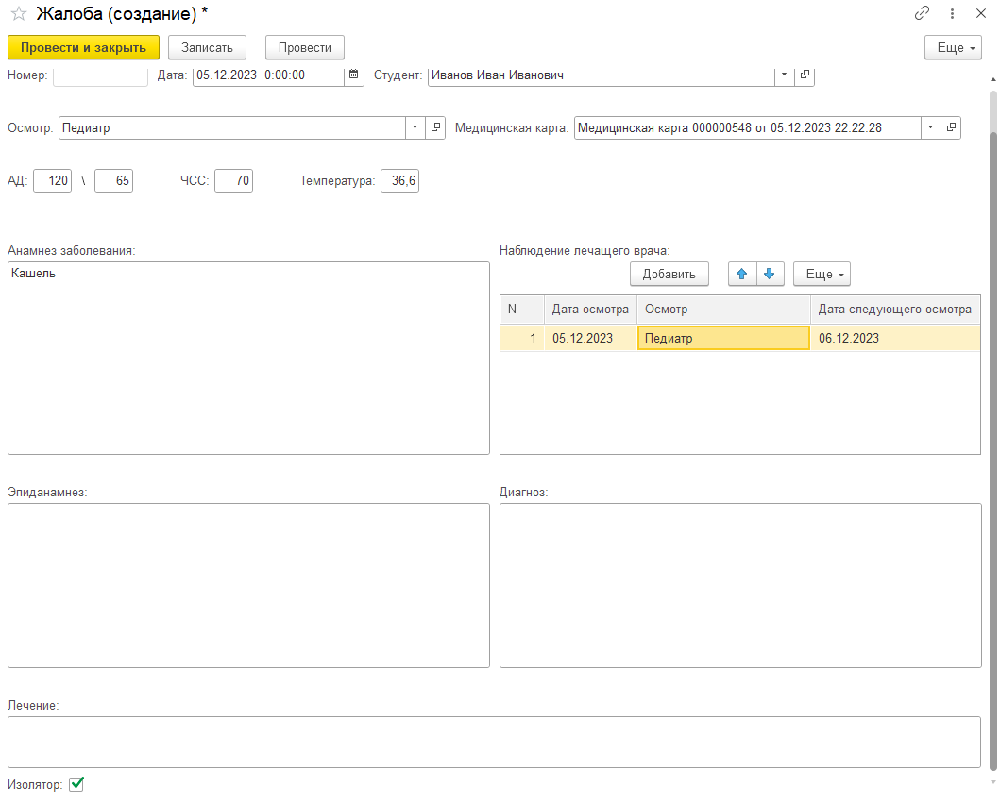 Жалоба (создание) *
Провести и закрыть Записать Провести Еще
Номер: Дата: 05.12.2023 0:00:00 Студент: Иванов Иван Иванович
Осмотр: Педиатр Медицинская карта: Медицинская карта 000000548 от 05.12.2023 22:22:28
АД: 120 \ 65 ЧСС: 70 Температура: 36,6
Анамнез заболевания: Наблюдение лечащего врача:
Кашель
Добавить Еще
N Дата осмотра Осмотр Дата следующего осмотра
1 05.12.2023 Педиатр 06.12.2023
Эпиданамнез: Диагноз:
Лечение:
Изолятор: